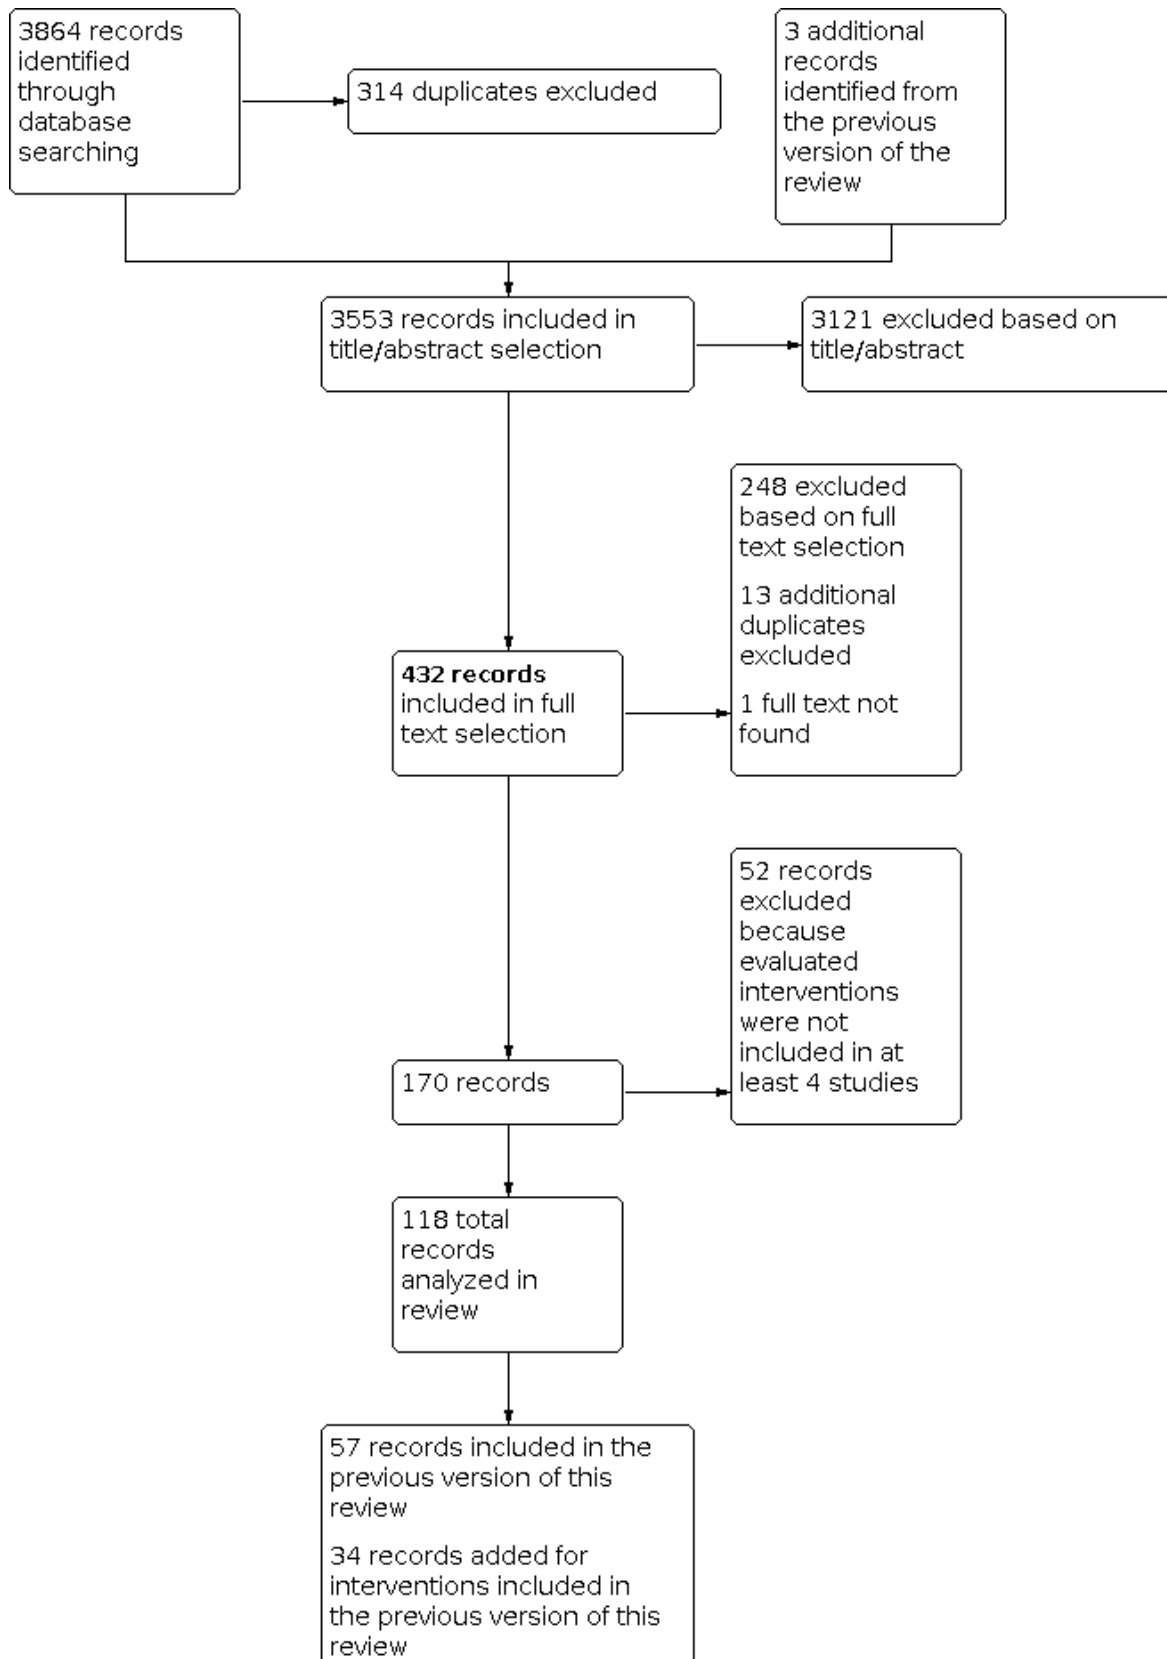 3864 records
identified
through
database
searching
314 duplicates excluded
3 additional
records
identified from
the previous
version of the
review
3553 records included in
title/abstract selection
3121 excluded based on
title/abstract
248 excluded
based on full
text selection
13 additional
duplicates
excluded
1 full text not
found
432 records
included in full
text selection
52 records
excluded
because
evaluated
interventions
were not
included in at
least 4 studies
170 records
118 total
records
analyzed in
review
57 records included in the
previous version of this
review
34 records added for
interventions included in
the previous version of this
review